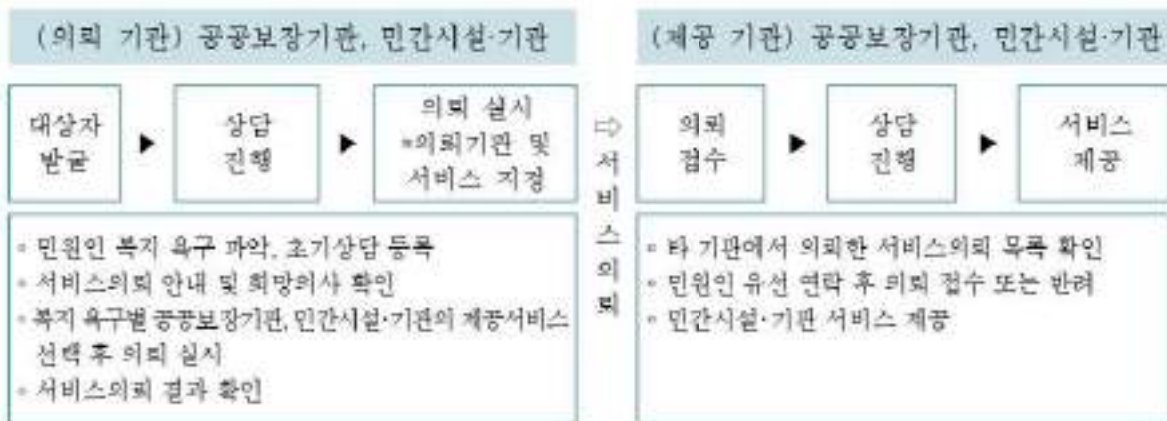 (의뢰 기관) 공공보장기관, 민간시설·기관
대상자
발굴
▶
상담
진행
▶
의뢰 실시
*의뢰기관 및
서비스 지정
⇨
서
비
스
의
뢰
(제공 기관) 공공보장기관, 민간시설·기관
의뢰
접수
▶
상담
진행
▶
서비스
제공
◦ 민원인 복지 욕구 파악, 초기상담 등록
◦ 서비스의뢰 안내 및 희망의사 확인
◦ 복지 욕구별 공공보장기관, 민간시설·기관의 제공서비스
선택 후 의뢰 실시
◦ 서비스의뢰 결과 확인
◦ 타 기관에서 의뢰한 서비스의뢰 목록 확인
◦ 민원인 유선 연락 후 의뢰 접수 또는 반려
◦ 민간시설·기관 서비스 제공